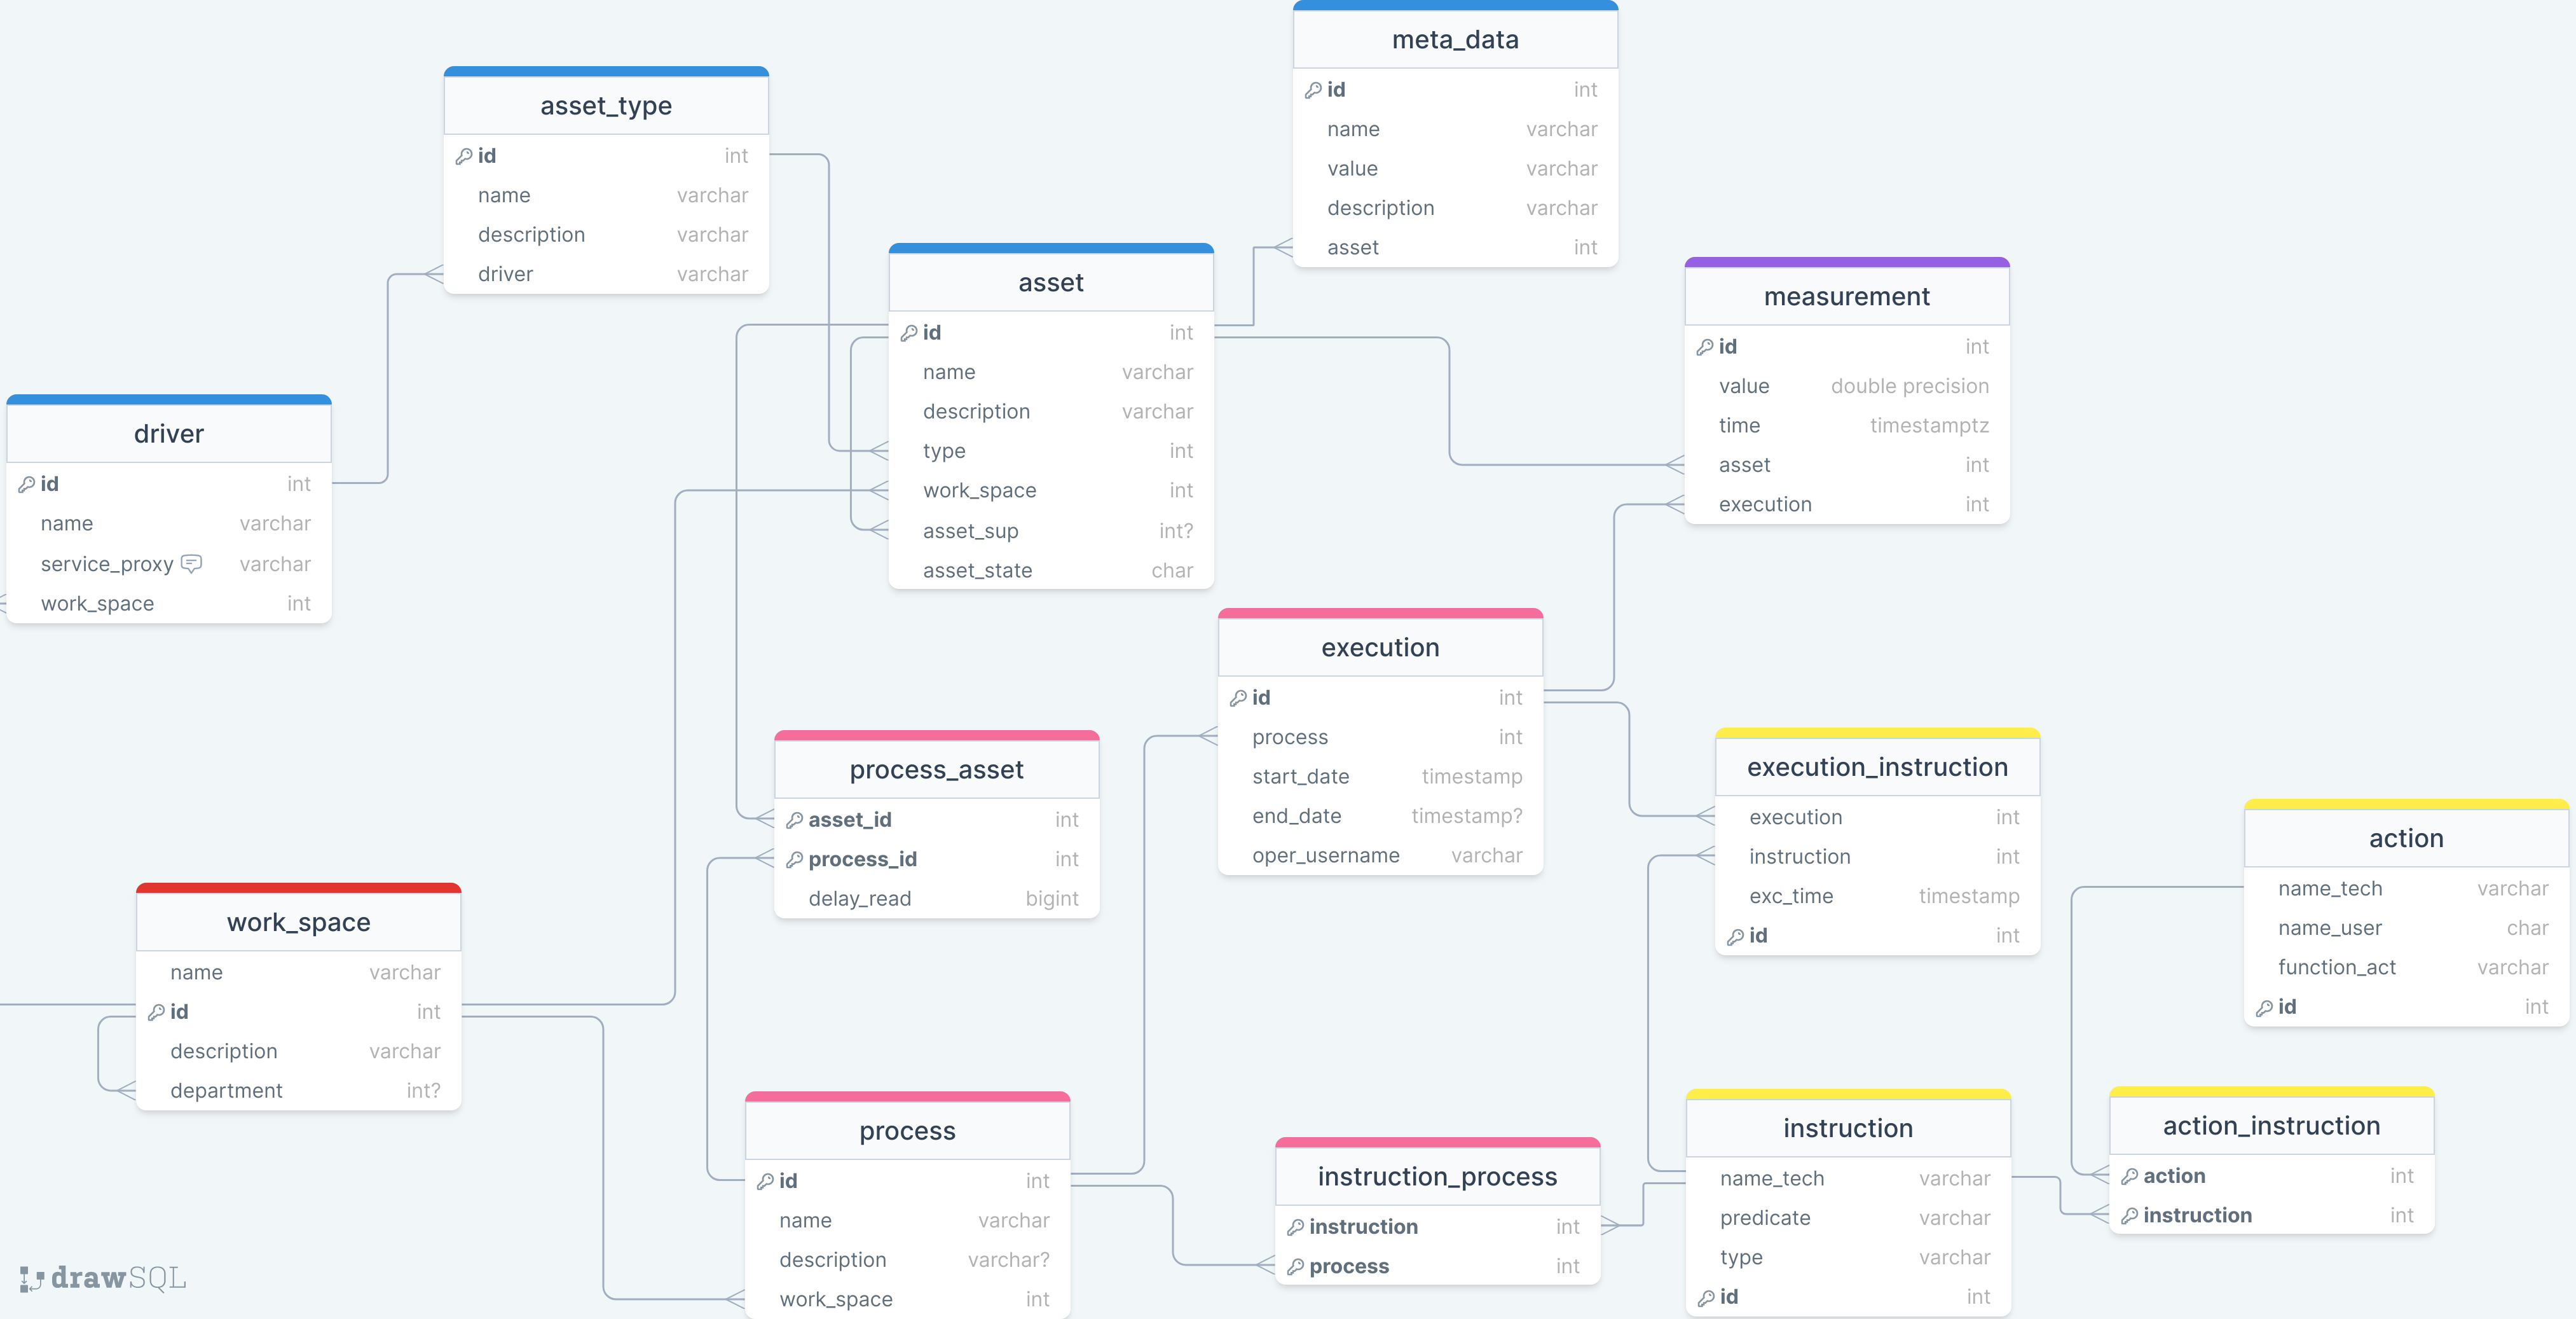 meta_data
id int
name varchar
value varchar
description varchar
asset int
asset_type
id int
name varchar
description varchar
driver varchar
asset
id int
name varchar
description varchar
type int
work_space int
asset_sup int?
asset_state char
measurement
id int
value double precision
time timestamptz
asset int
execution int
driver
id int
name varchar
service_proxy varchar
work_space int
execution
id int
process int
start_date timestamp
end_date timestamp?
oper_username varchar
process_asset
asset_id int
process_id int
delay_read bigint
execution_instruction
execution int
instruction int
exc_time timestamp
id int
action
name_tech varchar
name_user char
function_act varchar
id int
work_space
name varchar
id int
description varchar
department int?
process
id int
name varchar
description varchar?
work_space int
instruction_process
instruction int
process int
instruction
name_tech varchar
predicate varchar
type varchar
id int
action_instruction
action int
instruction int
drawSQL